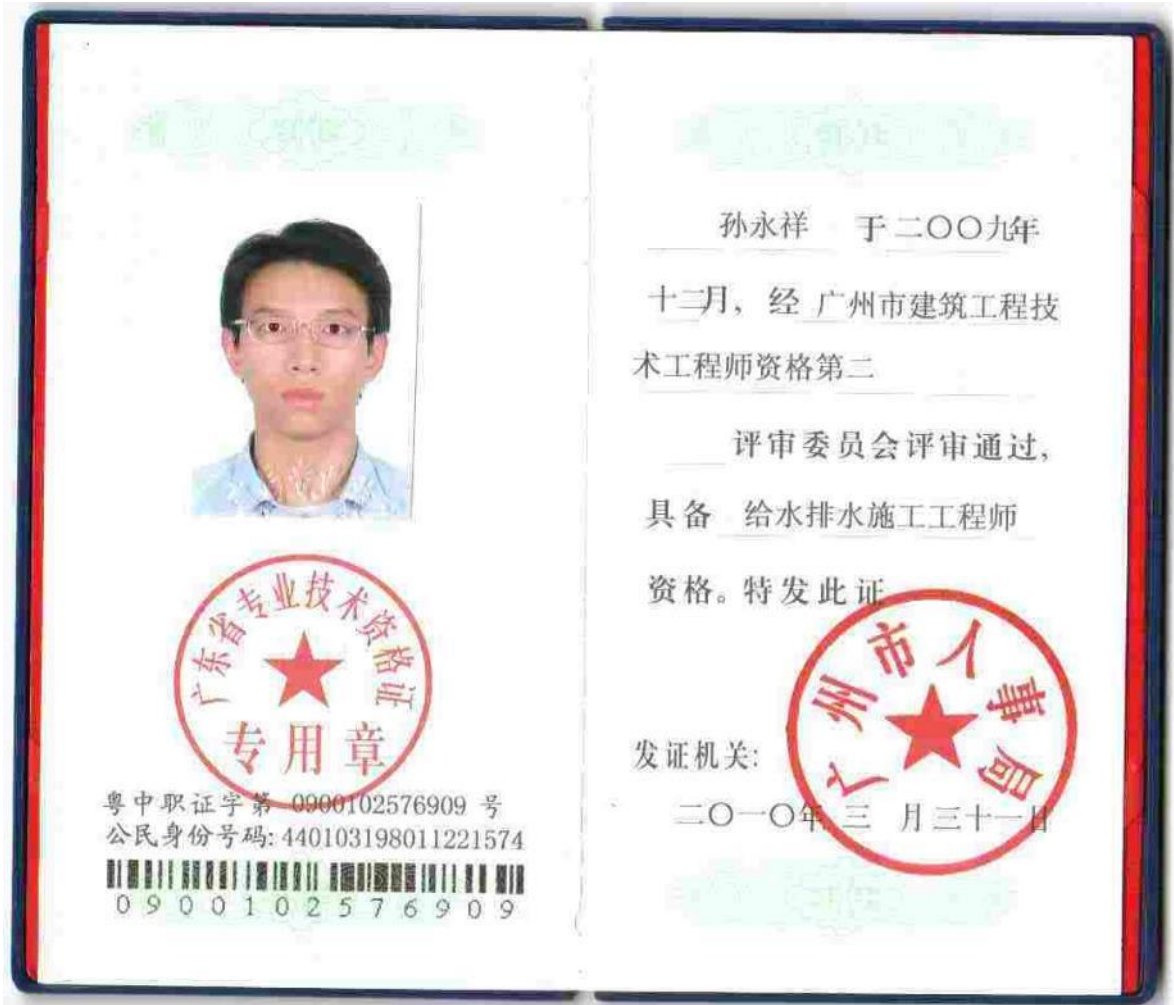 广东省专业技术资格证
专用章
粤中职证字第 0900102576909 号
公民身份号码: 440103198011221574
0900102576909
孙永祥 于二〇〇九年
十二月, 经 广州市建筑工程技
术工程师资格第二
评审委员会评审通过,
具备 给水排水施工工程师
资格。特发此证
广州市人事局
发证机关:
二〇一〇年 三 月三十一日